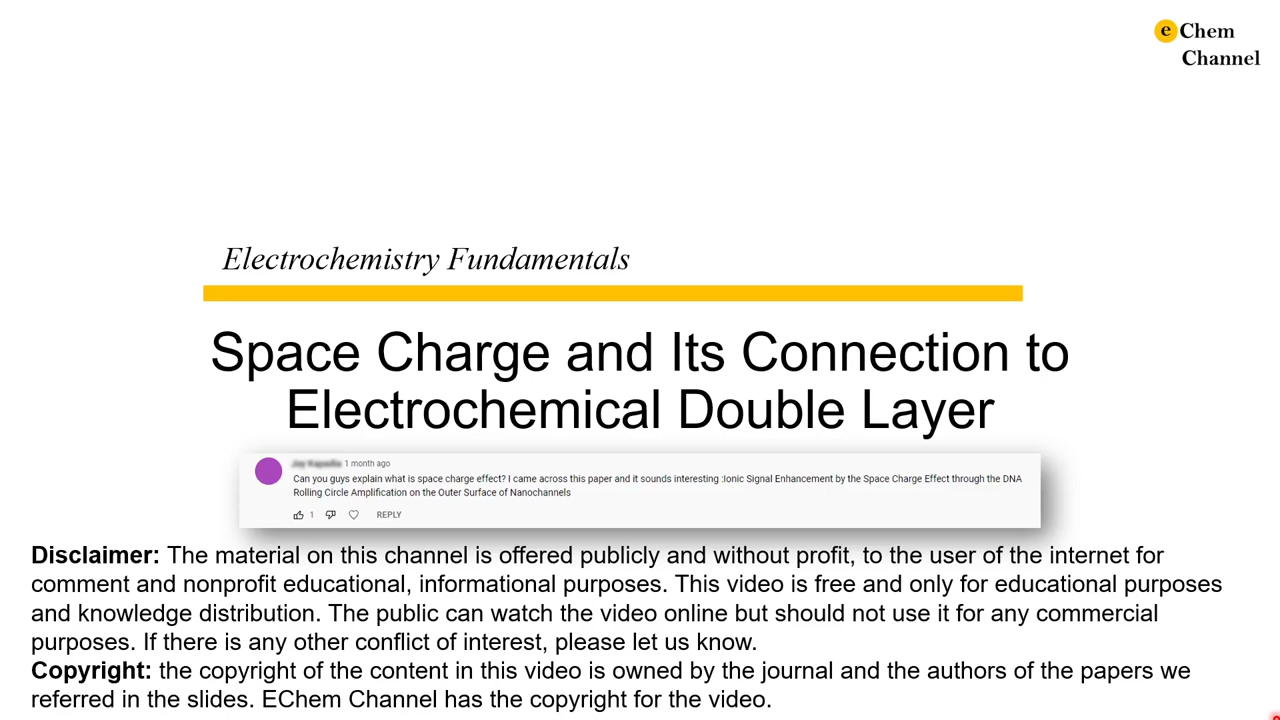 e Chem
Channel
Electrochemistry Fundamentals
Space Charge and Its Connection to
Electrochemical Double Layer
1 month ago
Can you guys explain what is space charge effect? I came across this paper and it sounds interesting :Ionic Signal Enhancement by the Space Charge Effect through the DNA
Rolling Circle Amplification on the Outer Surface of Nanochannels
1 REPLY
Disclaimer: The material on this channel is offered publicly and without profit, to the user of the internet for
comment and nonprofit educational, informational purposes. This video is free and only for educational purposes
and knowledge distribution. The public can watch the video online but should not use it for any commercial
purposes. If there is any other conflict of interest, please let us know.
Copyright: the copyright of the content in this video is owned by the journal and the authors of the papers we
referred in the slides. EChem Channel has the copyright for the video.